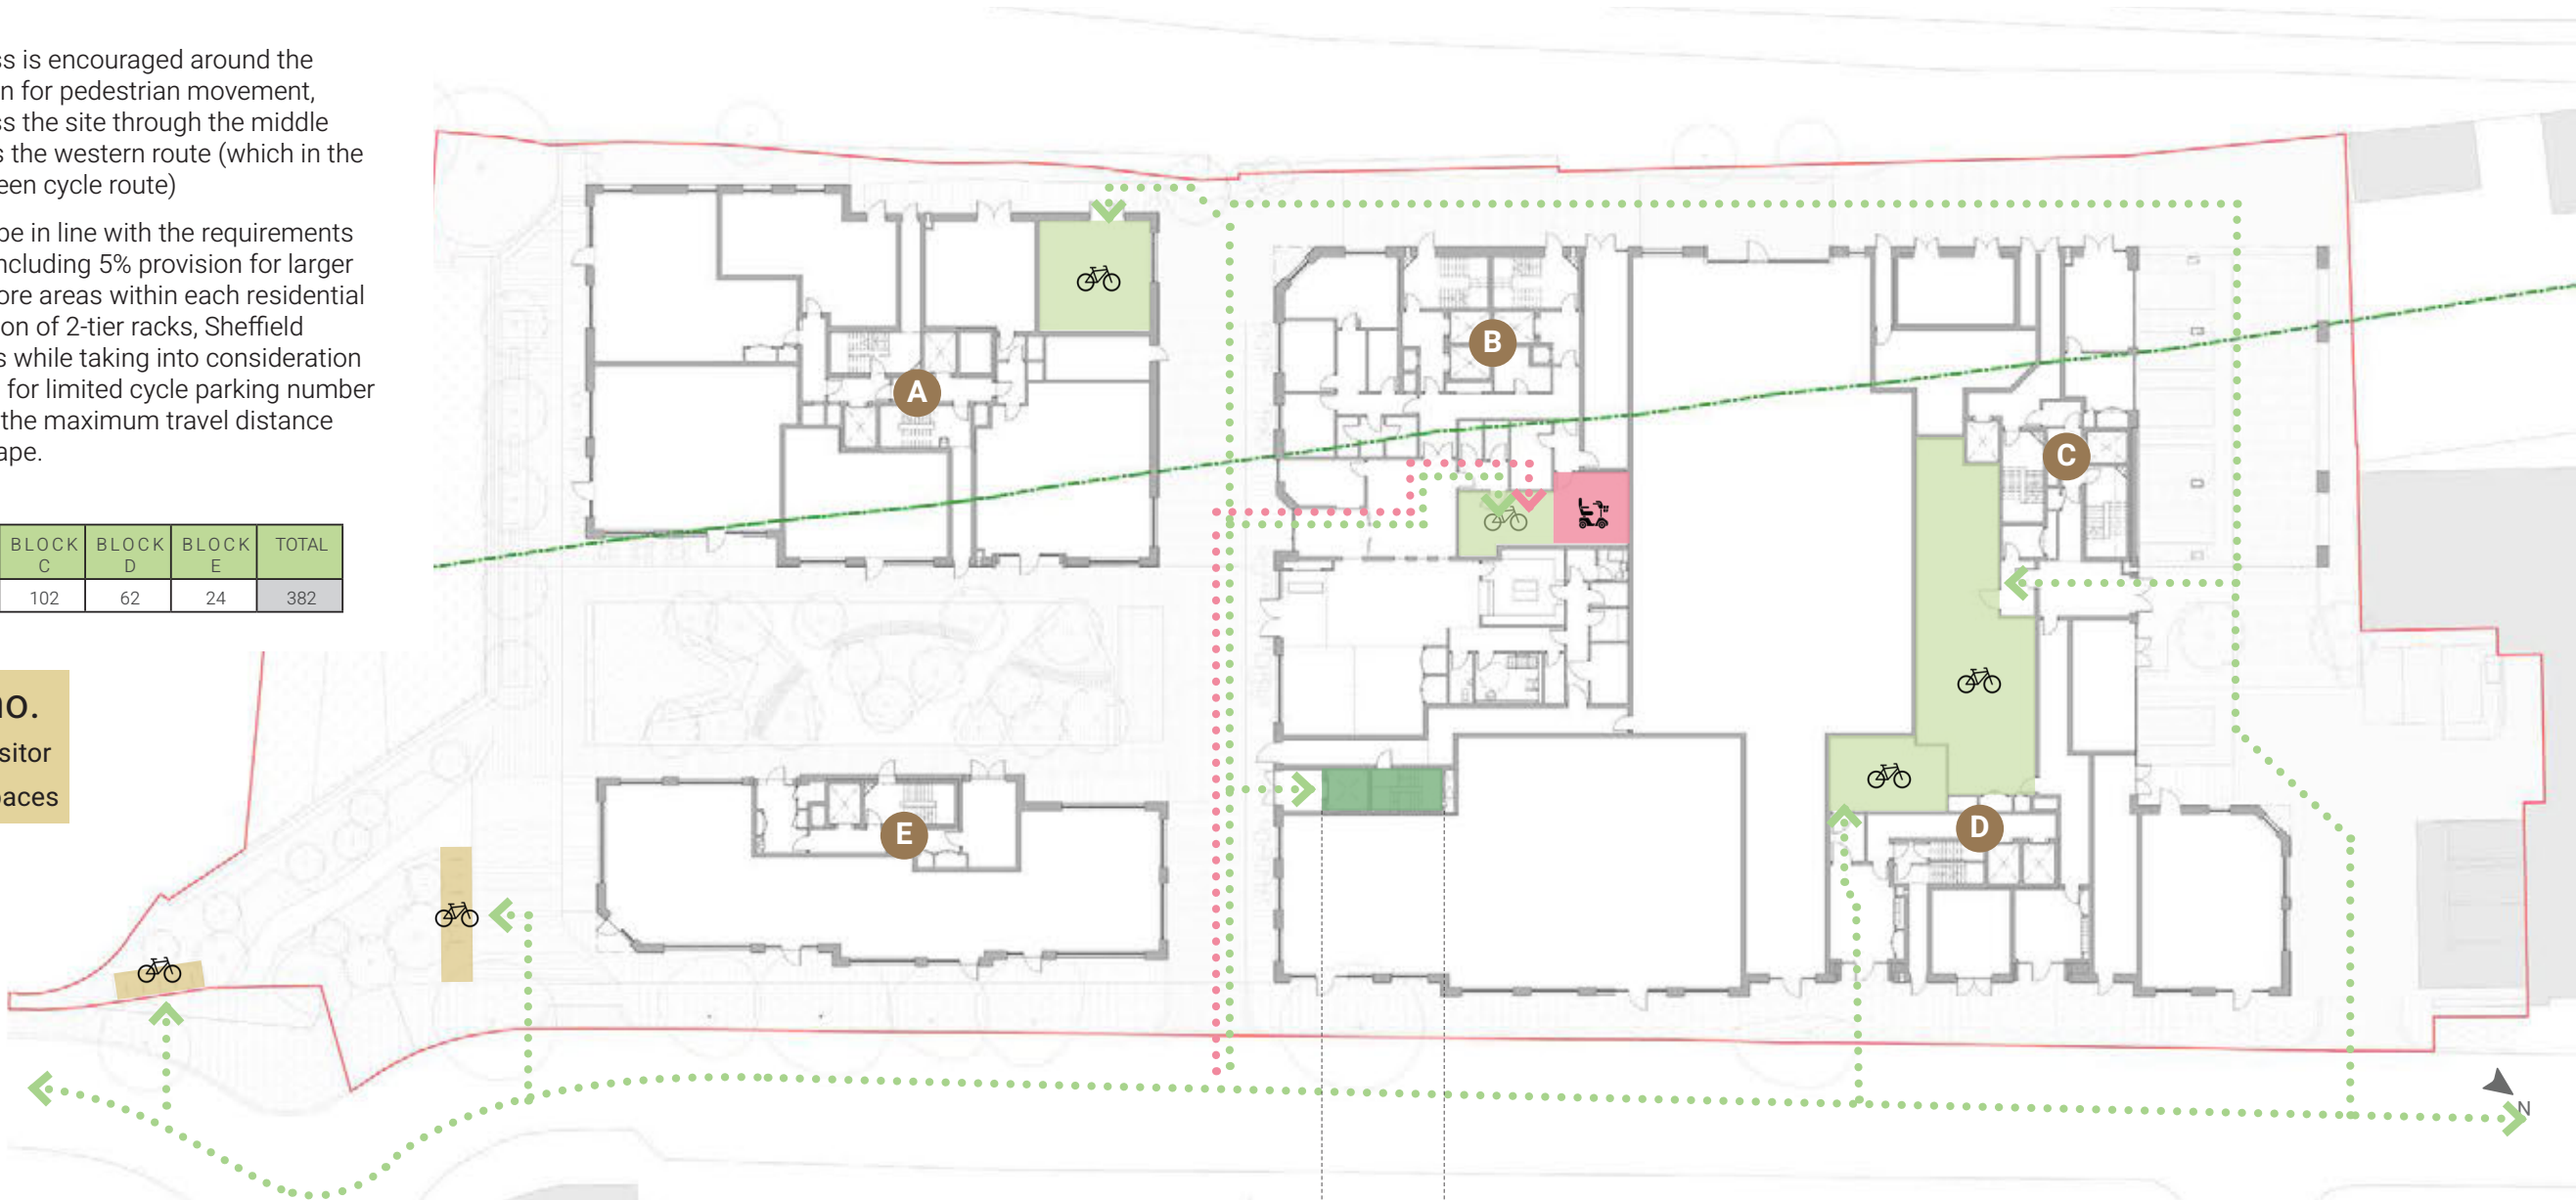 ss is encouraged around the
n for pedestrian movement,
ss the site through the middle
s the western route (which in the
een cycle route)
be in line with the requirements
ncluding 5% provision for larger
ore areas within each residential
on of 2-tier racks, Sheffield
s while taking into consideration
for limited cycle parking number
the maximum travel distance
ape.
BLOCK C BLOCK D BLOCK E TOTAL
102 62 24 382
no.
sitor
paces
A
B
C
D
E
N